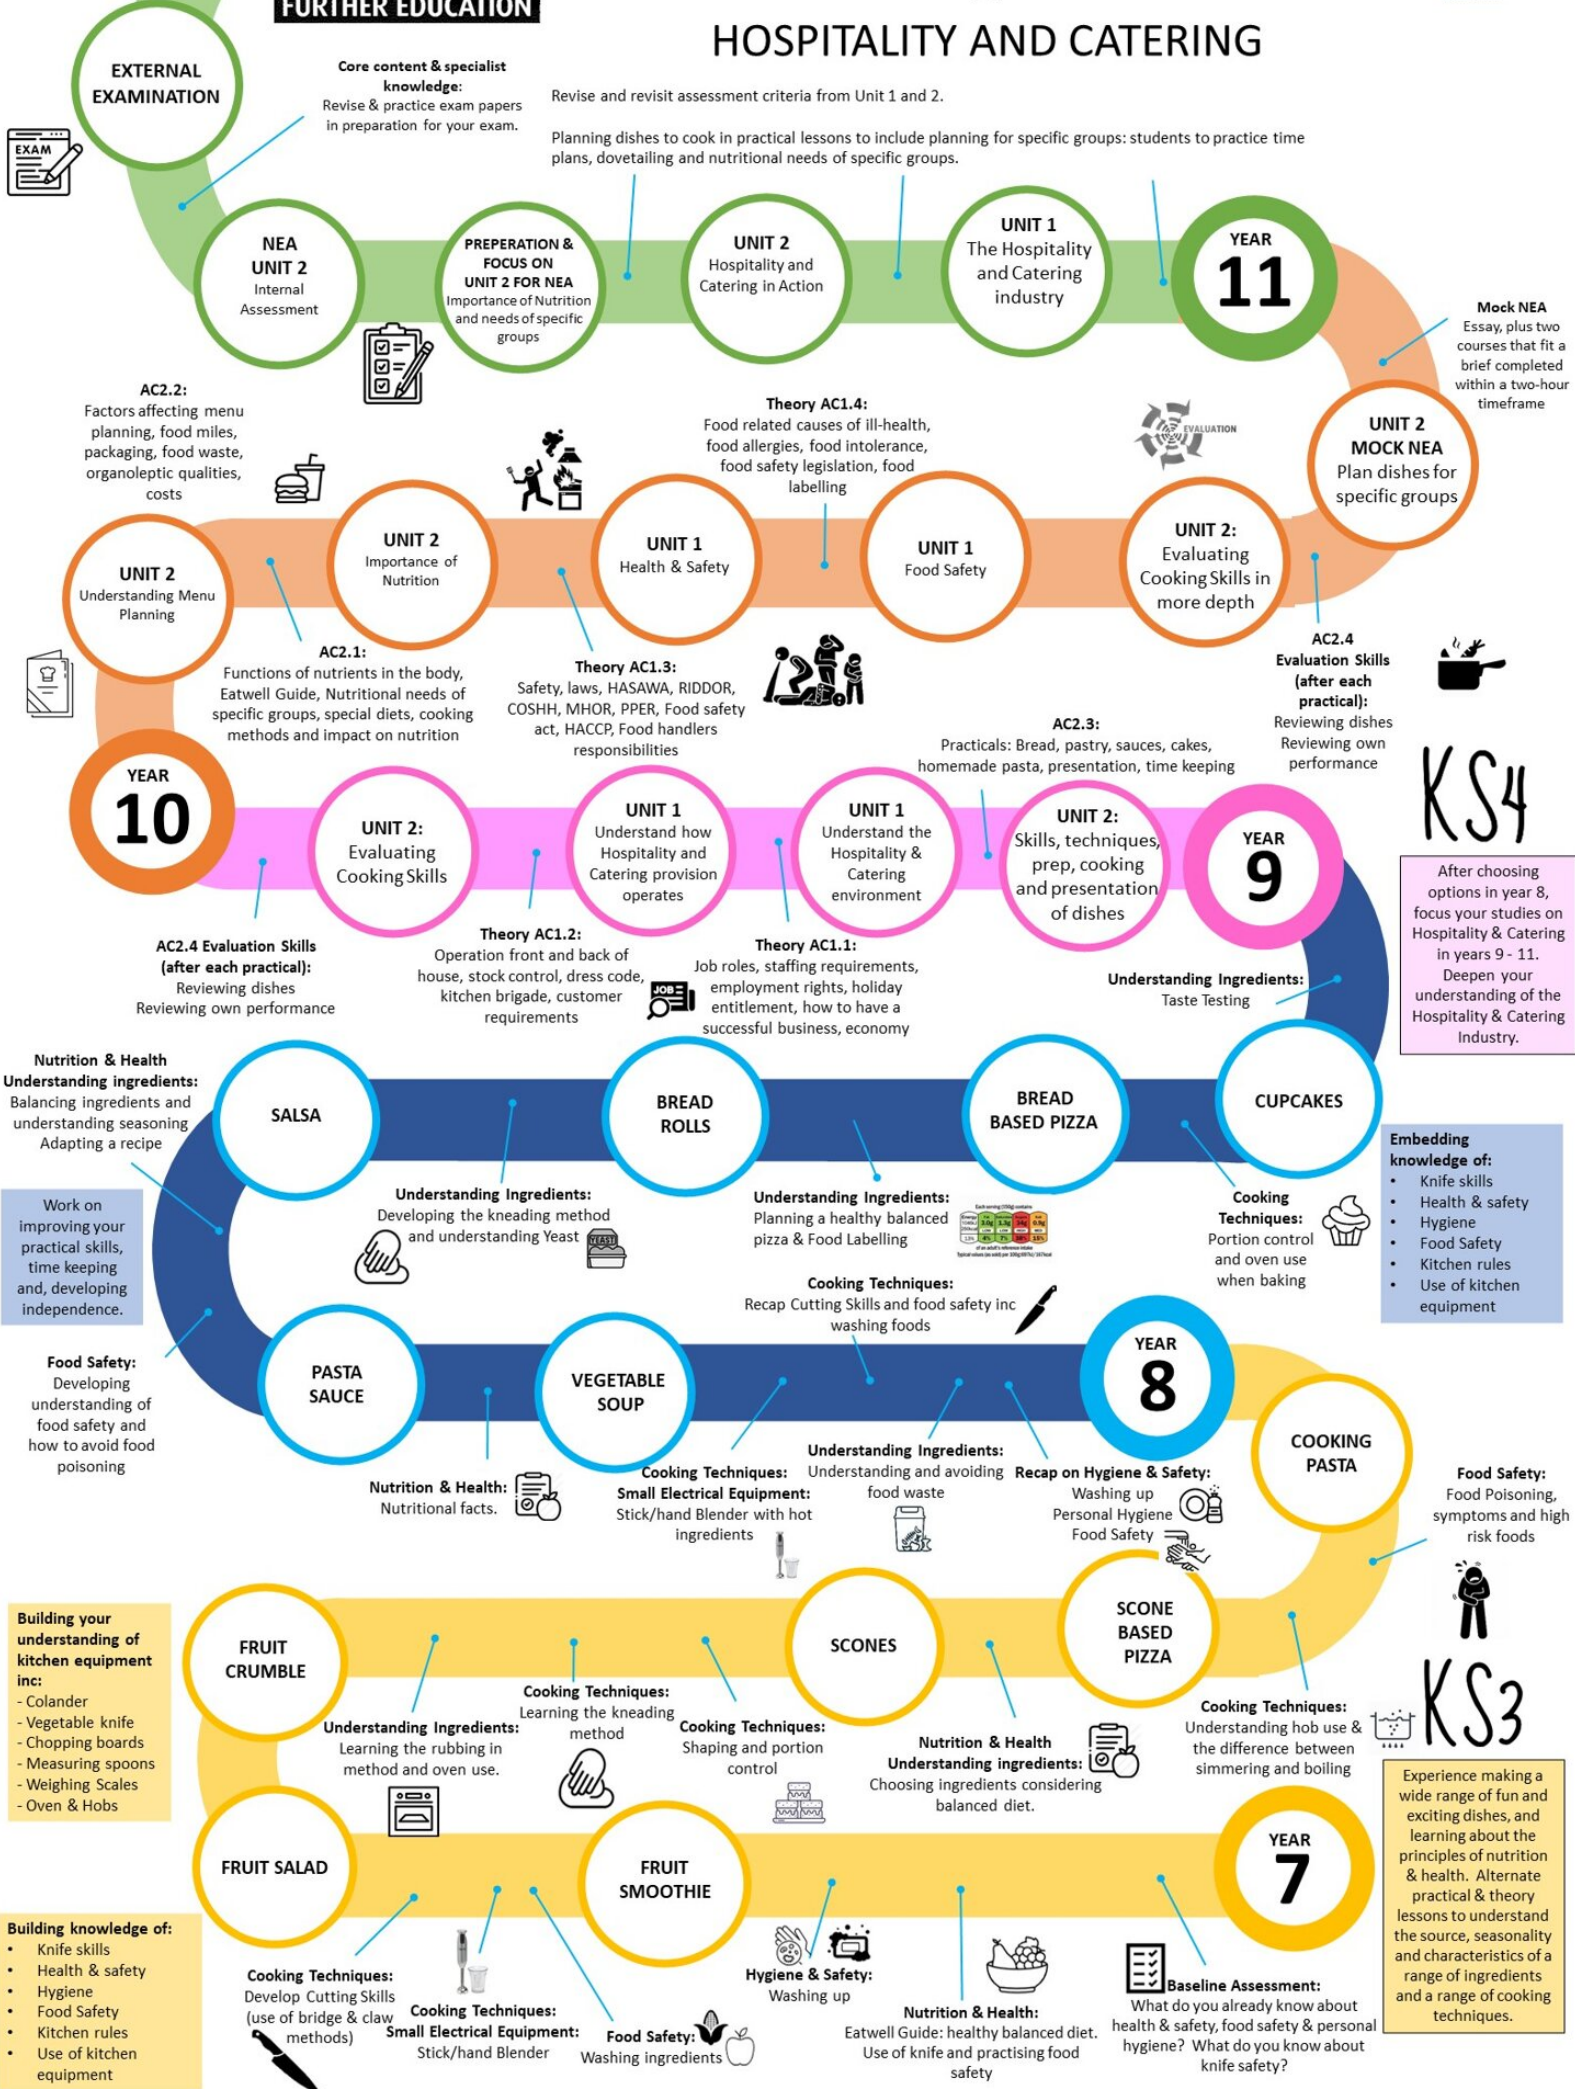 FURTHER EDUCATION
HOSPITALITY AND CATERING
EXTERNAL
EXAMINATION
EXAM
Core content & specialist
knowledge:
Revise & practice exam papers
in preparation for your exam.
Revise and revisit assessment criteria from Unit 1 and 2.
Planning dishes to cook in practical lessons to include planning for specific groups: students to practice time
plans, dovetailing and nutritional needs of specific groups.
NEA
UNIT 2
Internal
Assessment
PREPARATION &
FOCUS ON
UNIT 2 FOR NEA
Importance of Nutrition
and needs of specific
groups
UNIT 2
Hospitality and
Catering in Action
UNIT 1
The Hospitality
and Catering
industry
YEAR
11
Mock NEA
Essay, plus two
courses that fit a
brief completed
within a two-hour
timeframe
AC2.2:
Factors affecting menu
planning, food miles,
packaging, food waste,
organoleptic qualities,
costs
Theory AC1.4:
Food related causes of ill-health,
food allergies, food intolerance,
food safety legislation, food
labelling
EVALUATION
UNIT 2
MOCK NEA
Plan dishes for
specific groups
UNIT 2
Understanding Menu
Planning
UNIT 2
Importance of
Nutrition
UNIT 1
Health & Safety
UNIT 1
Food Safety
UNIT 2:
Evaluating
Cooking Skills in
more depth
AC2.1:
Functions of nutrients in the body,
Eatwell Guide, Nutritional needs of
specific groups, special diets, cooking
methods and impact on nutrition
Theory AC1.3:
Safety, laws, HASAWA, RIDDOR,
COSHH, MHOR, PPER, Food safety
act, HACCP, Food handlers
responsibilities
AC2.3:
Practicals: Bread, pastry, sauces, cakes,
homemade pasta, presentation, time keeping
AC2.4
Evaluation Skills
(after each
practical):
Reviewing dishes
Reviewing own
performance
KS4
YEAR
10
UNIT 2:
Evaluating
Cooking Skills
UNIT 1
Understand how
Hospitality and
Catering provision
operates
UNIT 1
Understand the
Hospitality &
Catering
environment
UNIT 2:
Skills, techniques,
prep, cooking
and presentation
of dishes
YEAR
9
After choosing
options in year 8,
focus your studies on
Hospitality & Catering
in years 9 - 11.
Deepen your
understanding of the
Hospitality & Catering
Industry.
AC2.4 Evaluation Skills
(after each practical):
Reviewing dishes
Reviewing own performance
Theory AC1.2:
Operation front and back of
house, stock control, dress code,
kitchen brigade, customer
requirements
JOB
Theory AC1.1:
Job roles, staffing requirements,
employment rights, holiday
entitlement, how to have a
successful business, economy
Understanding Ingredients:
Taste Testing
Nutrition & Health
Understanding ingredients:
Balancing ingredients and
understanding seasoning
Adapting a recipe
SALSA
BREAD
ROLLS
BREAD
BASED PIZZA
CUPCAKES
Work on
improving your
practical skills,
time keeping
and, developing
independence.
Understanding Ingredients:
Developing the kneading method
and understanding Yeast
YEAST
Understanding Ingredients:
Planning a healthy balanced
pizza & Food Labelling
Cooking
Techniques:
Portion control
and oven use
when baking
Embedding
knowledge of:
• Knife skills
• Health & safety
• Hygiene
• Food Safety
• Kitchen rules
• Use of kitchen
equipment
Cooking Techniques:
Recap Cutting Skills and food safety inc
washing foods
Food Safety:
Developing
understanding of
food safety and
how to avoid food
poisoning
PASTA
SAUCE
VEGETABLE
SOUP
YEAR
8
COOKING
PASTA
Nutrition & Health:
Nutritional facts.
Cooking Techniques:
Small Electrical Equipment:
Stick/hand Blender with hot
ingredients
Understanding Ingredients:
Understanding and avoiding
food waste
Recap on Hygiene & Safety:
Washing up
Personal Hygiene
Food Safety
Food Safety:
Food Poisoning,
symptoms and high
risk foods
Building your
understanding of
kitchen equipment
inc:
- Colander
- Vegetable knife
- Chopping boards
- Measuring spoons
- Weighing Scales
- Oven & Hobs
FRUIT
CRUMBLE
SCONES
SCONE
BASED
PIZZA
Understanding Ingredients:
Learning the rubbing in
method and oven use.
Cooking Techniques:
Learning the kneading
method
Cooking Techniques:
Shaping and portion
control
Nutrition & Health
Understanding ingredients:
Choosing ingredients considering
balanced diet.
Cooking Techniques:
Understanding hob use &
the difference between
simmering and boiling
KS3
Experience making a
wide range of fun and
exciting dishes, and
learning about the
principles of nutrition
& health. Alternate
practical & theory
lessons to understand
the source, seasonality
and characteristics of a
range of ingredients
and a range of cooking
techniques.
FRUIT SALAD
FRUIT
SMOOTHIE
YEAR
7
Building knowledge of:
• Knife skills
• Health & safety
• Hygiene
• Food Safety
• Kitchen rules
• Use of kitchen
equipment
Cooking Techniques:
Develop Cutting Skills
(use of bridge & claw
methods)
Cooking Techniques:
Small Electrical Equipment:
Stick/hand Blender
Food Safety:
Washing ingredients
Hygiene & Safety:
Washing up
Nutrition & Health:
Eatwell Guide: healthy balanced diet.
Use of knife and practising food
safety
Baseline Assessment:
What do you already know about
health & safety, food safety & personal
hygiene? What do you know about
knife safety?